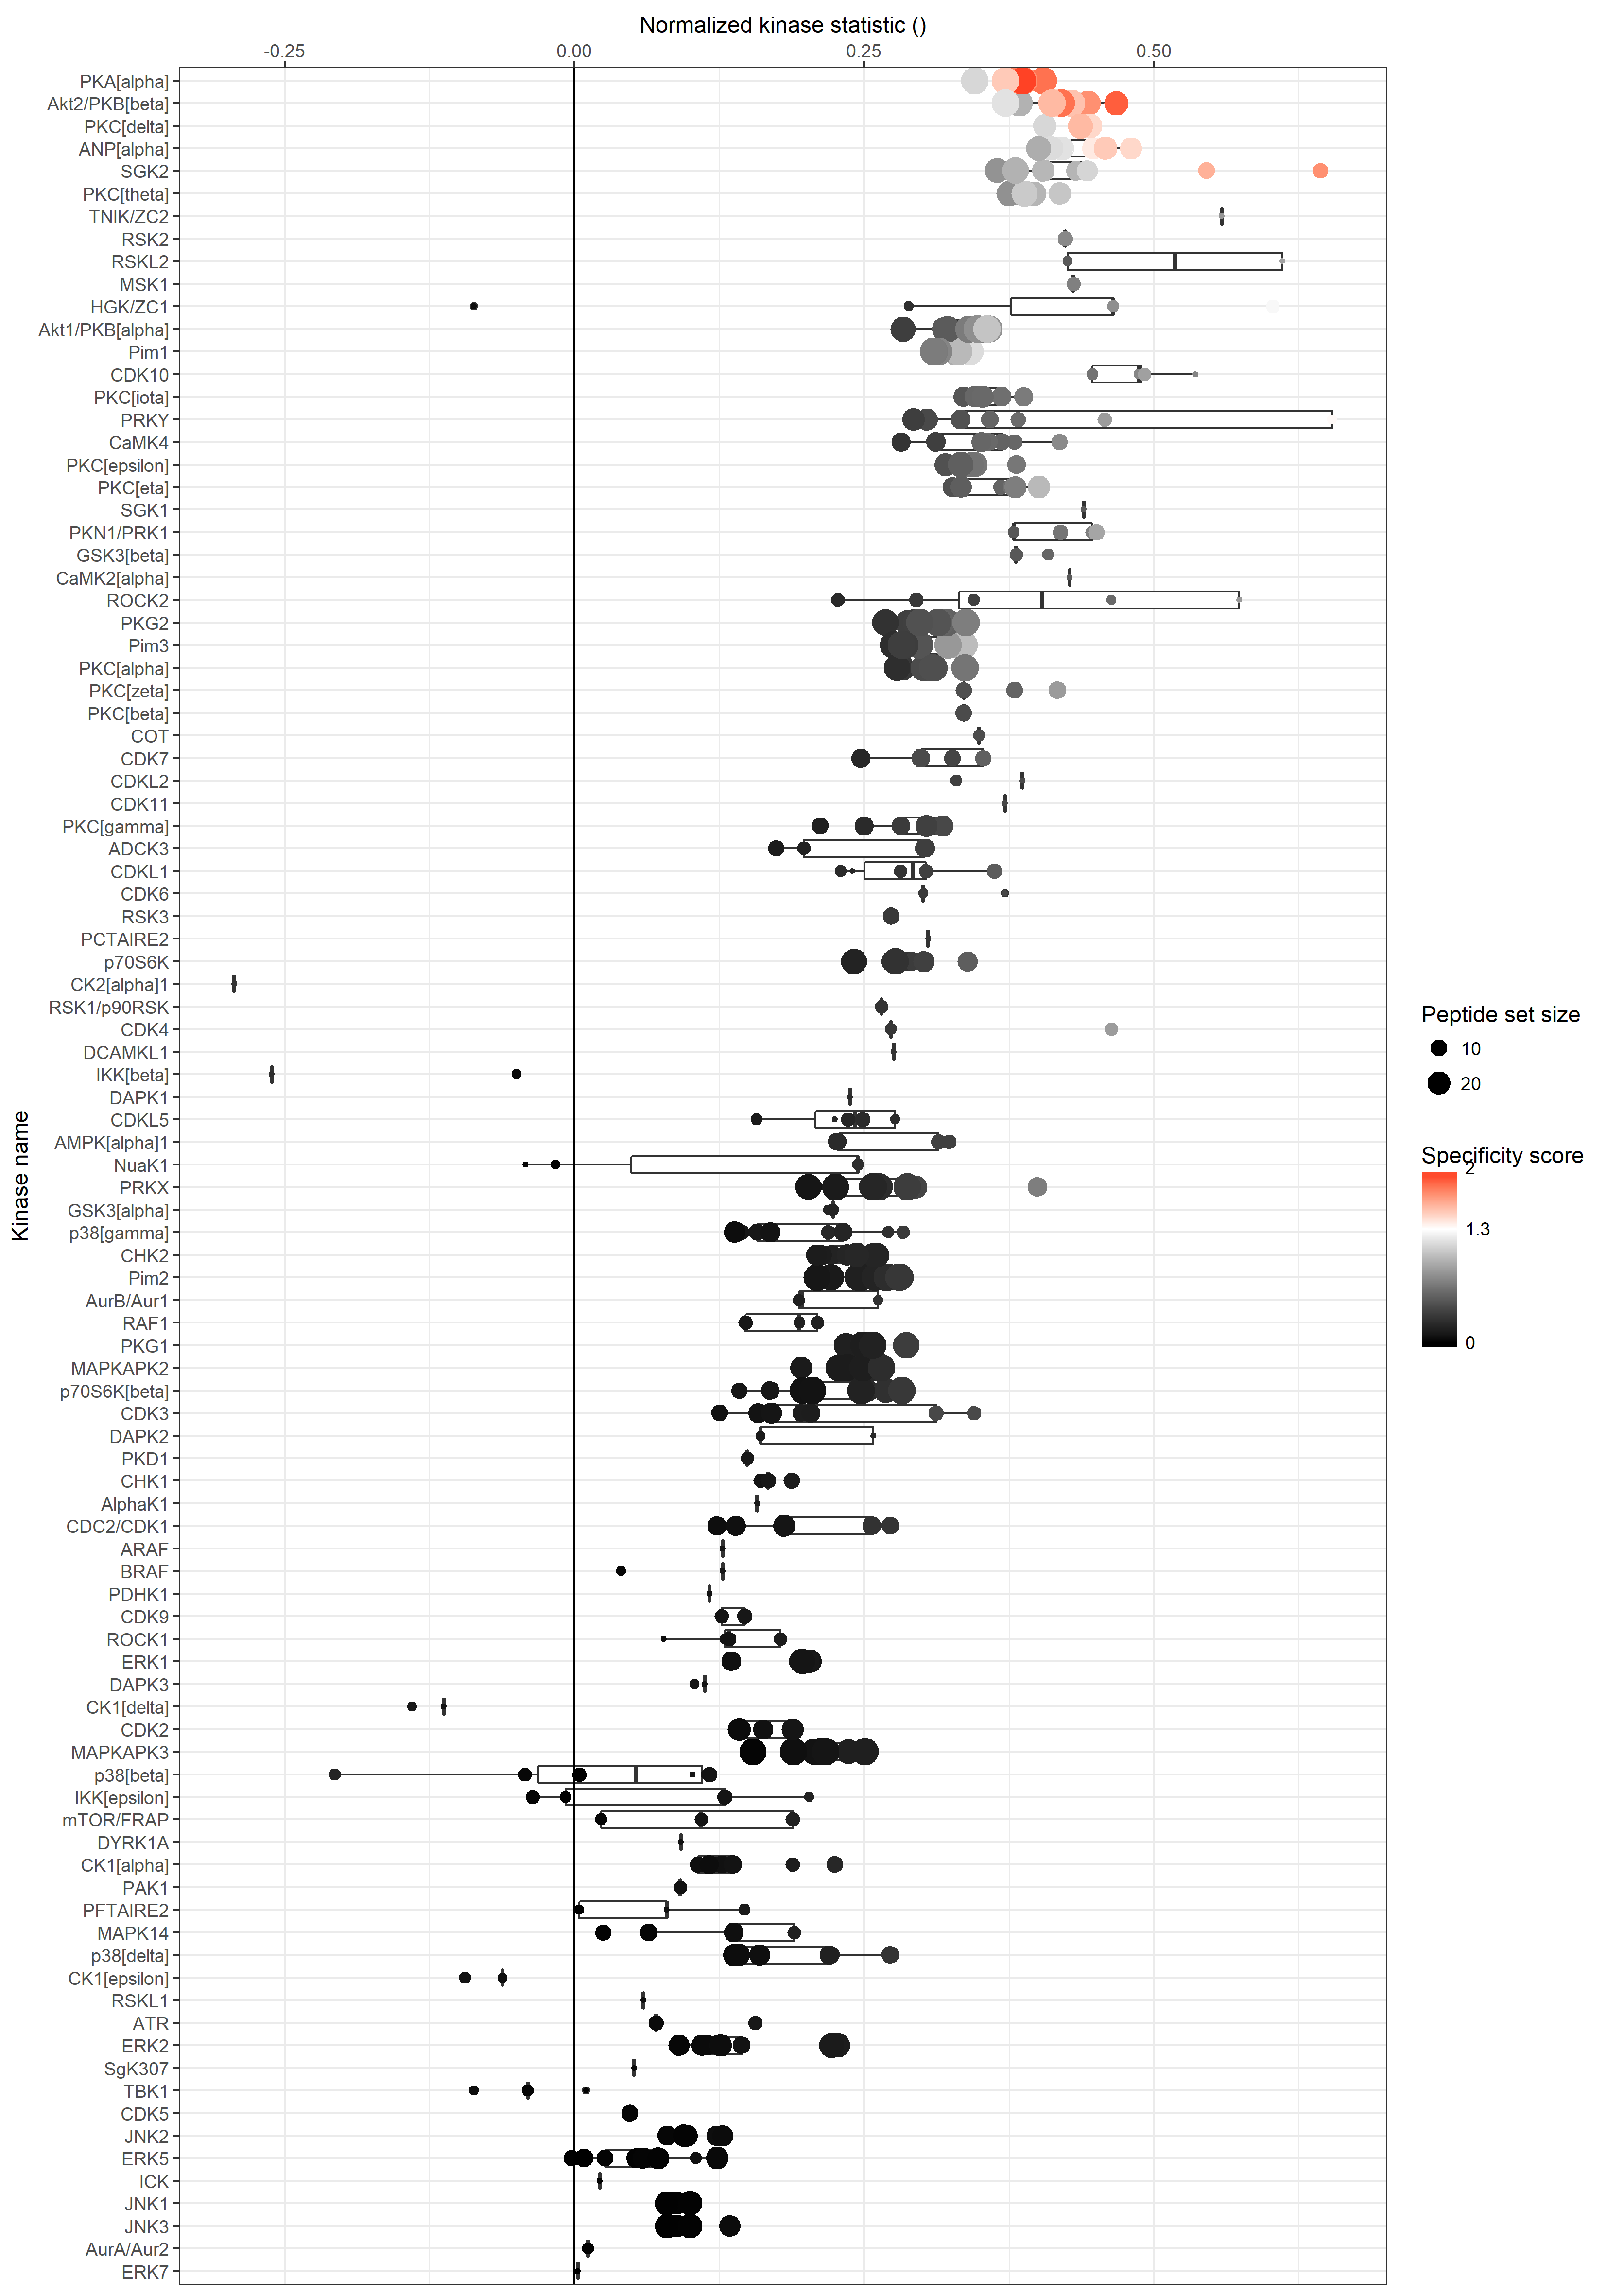 Normalized kinase statistic ()
-0.25 0.00 0.25 0.50
PKA[alpha]
Akt2/PKB[beta]
PKC[delta]
ANP[alpha]
SGK2
PKC[theta]
TNIK/ZC2
RSK2
RSKL2
MSK1
HGK/ZC1
Akt1/PKB[alpha]
Pim1
CDK10
PKC[iota]
PRKY
CaMK4
PKC[epsilon]
PKC[eta]
SGK1
PKN1/PRK1
GSK3[beta]
CaMK2[alpha]
ROCK2
PKG2
Pim3
PKC[alpha]
PKC[zeta]
PKC[beta]
COT
CDK7
CDKL2
CDK11
PKC[gamma]
ADCK3
CDKL1
CDK6
RSK3
PCTAIRE2
p70S6K
CK2[alpha]1
RSK1/p90RSK
CDK4
DCAMKL1
IKK[beta]
DAPK1
CDKL5
AMPK[alpha]1
NuaK1
PRKX
GSK3[alpha]
p38[gamma]
CHK2
Pim2
AurB/Aur1
RAF1
PKG1
MAPKAPK2
p70S6K[beta]
CDK3
DAPK2
PKD1
CHK1
AlphaK1
CDC2/CDK1
ARAF
BRAF
PDHK1
CDK9
ROCK1
ERK1
DAPK3
CK1[delta]
CDK2
MAPKAPK3
p38[beta]
IKK[epsilon]
mTOR/FRAP
DYRK1A
CK1[alpha]
PAK1
PFTAIRE2
MAPK14
p38[delta]
CK1[epsilon]
RSKL1
ATR
ERK2
SgK307
TBK1
CDK5
JNK2
ERK5
ICK
JNK1
JNK3
AurA/Aur2
ERK7
Kinase name
Peptide set size
10
20
Specificity score
2
1.3
0